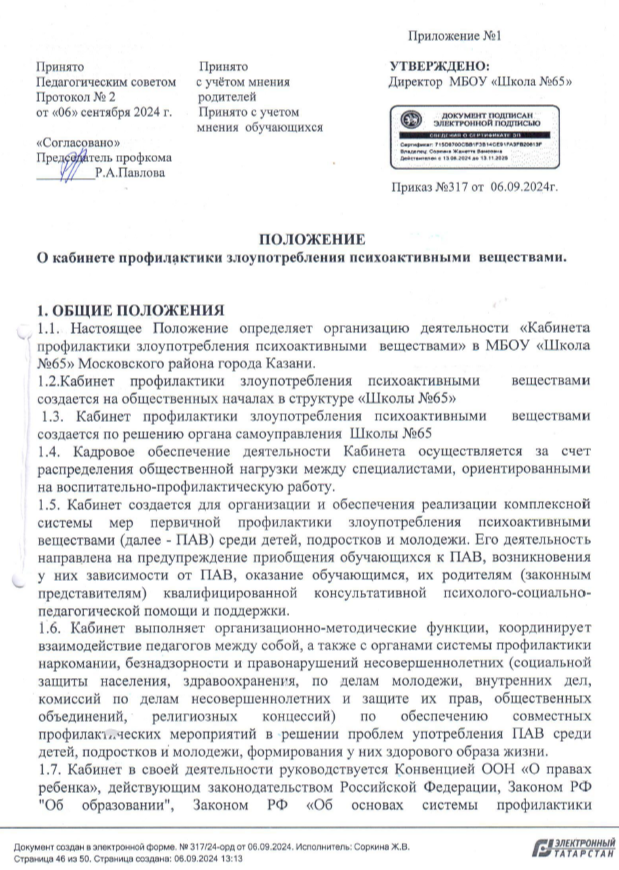 Приложение №1
Принято
Педагогическим советом
Протокол № 2
от «06» сентября 2024 г.
«Согласовано»
Председатель профкома
Р.А.Павлова
Принято
с учётом мнения
родителей
Принято с учетом
мнения обучающихся
УТВЕРЖДЕНО:
Директор МБОУ «Школа №65»
ДОКУМЕНТ ПОДПИСАН
ЭЛЕКТРОННОЙ ПОДПИСЬЮ
СВЕДЕНИЯ О СЕРТИФИКАТЕ ЭП
Сертификат:
Владелец: Соркина Жанетта
Действителен с
Приказ №317 от 06.09.2024г.
ПОЛОЖЕНИЕ
О кабинете профилактики злоупотребления психоактивными веществами.
1. ОБЩИЕ ПОЛОЖЕНИЯ
1.1. Настоящее Положение определяет организацию деятельности «Кабинета
профилактики злоупотребления психоактивными веществами» в МБОУ «Школа
№65» Московского района города Казани.
1.2.Кабинет профилактики злоупотребления психоактивными веществами
создается на общественных началах в структуре «Школы №65»
1.3. Кабинет профилактики злоупотребления психоактивными веществами
создается по решению органа самоуправления Школы №65
1.4. Кадровое обеспечение деятельности Кабинета осуществляется за счет
распределения общественной нагрузки между специалистами, ориентированными
на воспитательно-профилактическую работу.
1.5. Кабинет создается для организации и обеспечения реализации комплексной
системы мер первичной профилактики злоупотребления психоактивными
веществами (далее - ПАВ) среди детей, подростков и молодежи. Его деятельность
направлена на предупреждение приобщения обучающихся к ПАВ, возникновения
у них зависимости от ПАВ, оказание обучающимся, их родителям (законным
представителям) квалифицированной консультативной психолого-социально-
педагогической помощи и поддержки.
1.6. Кабинет выполняет организационно-методические функции, координирует
взаимодействие педагогов между собой, а также с органами системы профилактики
наркомании, безнадзорности и правонарушений несовершеннолетних (социальной
защиты населения, здравоохранения, по делам молодежи, внутренних дел,
комиссий по делам несовершеннолетних и защите их прав, общественных
объединений, религиозных концессий) по обеспечению совместных
профилактических мероприятий в решении проблем употребления ПАВ среди
детей, подростков и молодежи, формирования у них здорового образа жизни.
1.7. Кабинет в своей деятельности руководствуется Конвенцией ООН «О правах
ребенка», действующим законодательством Российской Федерации, Законом РФ
"Об образовании", Законом РФ «Об основах системы профилактики
Документ создан в электронной форме. № 317/24-орд от 06.09.2024. Исполнитель: Соркина Ж.В.
Страница 46 из 50. Страница создана: 06.09.2024 13:13
ЭЛЕКТРОННЫЙ
ТАТАРСТАН